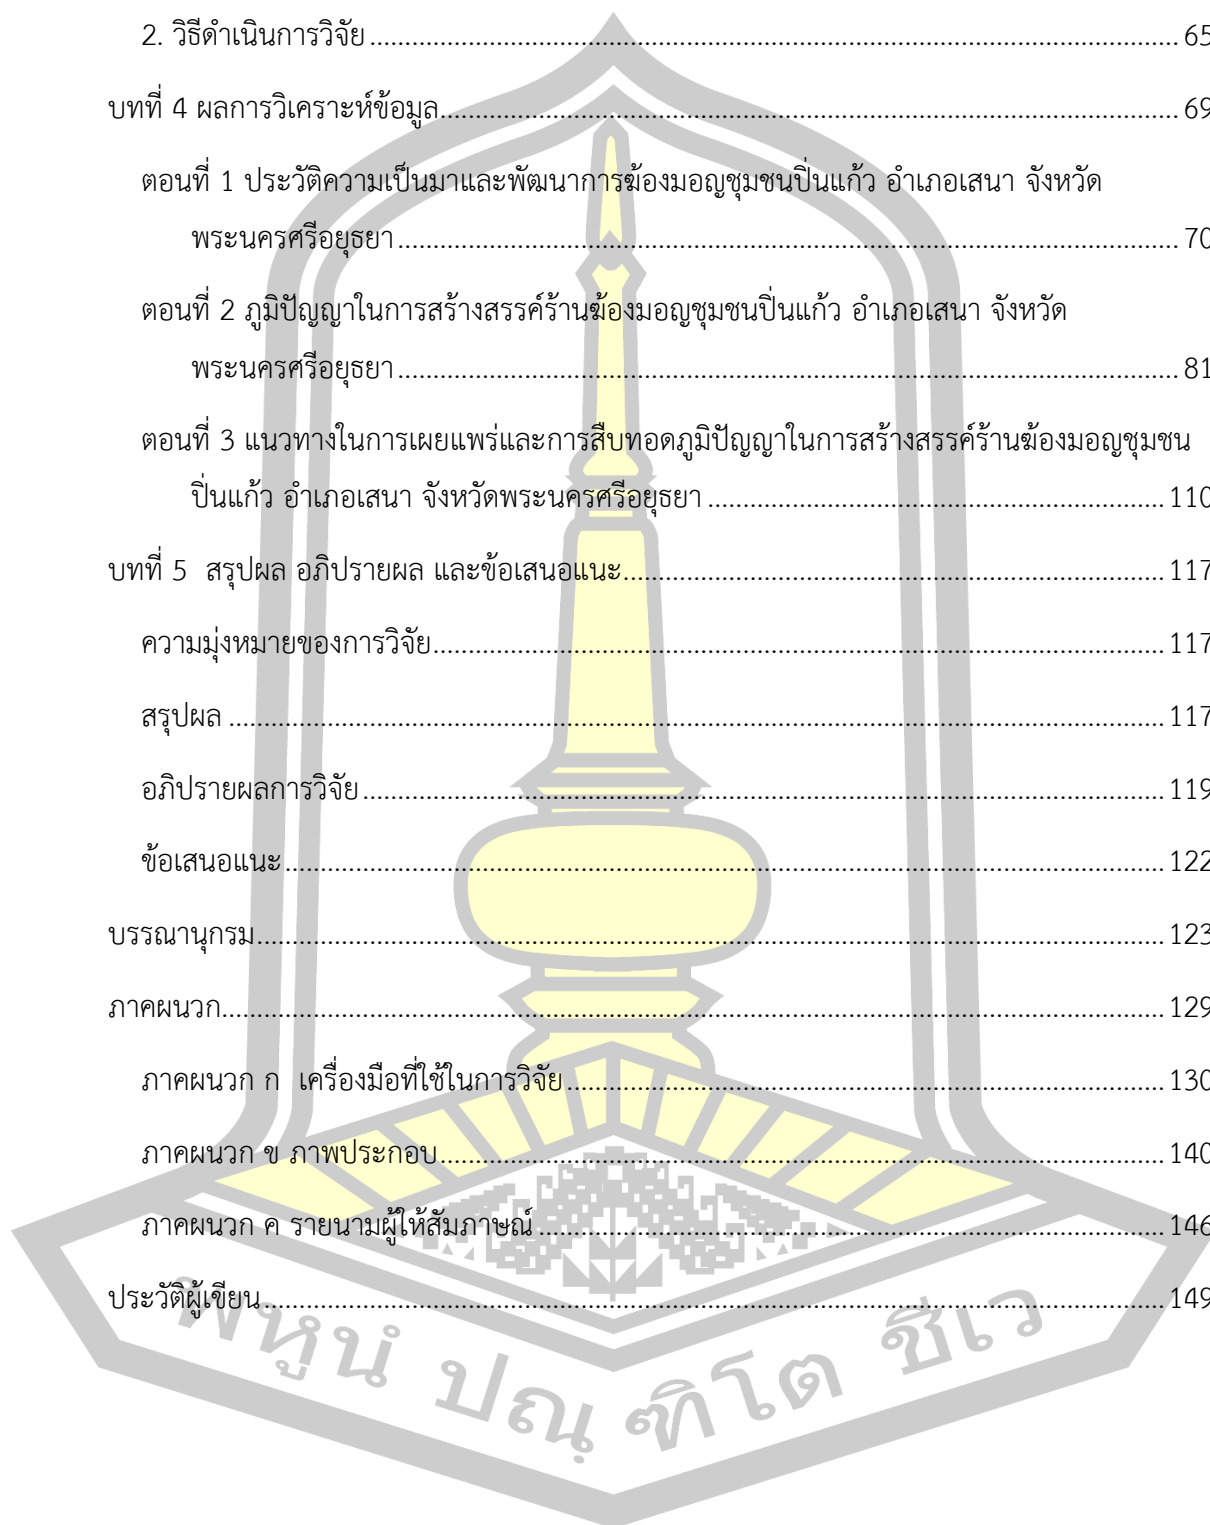 2. วิธีดำเนินการวิจัย ........ 65
บทที่ 4 ผลการวิเคราะห์ข้อมูล ........ 69
ตอนที่ 1 ประวัติความเป็นมาและพัฒนาการฆ้องมอญชุมชนปิ่นแก้ว อำเภอเสนา จังหวัด
พระนครศรีอยุธยา ........ 70
ตอนที่ 2 ภูมิปัญญาในการสร้างสรรค์ร้านฆ้องมอญชุมชนปิ่นแก้ว อำเภอเสนา จังหวัด
พระนครศรีอยุธยา ........ 81
ตอนที่ 3 แนวทางในการเผยแพร่และการสืบทอดภูมิปัญญาในการสร้างสรรค์ร้านฆ้องมอญชุมชน
ปิ่นแก้ว อำเภอเสนา จังหวัดพระนครศรีอยุธยา ........ 110
บทที่ 5 สรุปผล อภิปรายผล และข้อเสนอแนะ ........ 117
ความมุ่งหมายของการวิจัย ........ 117
สรุปผล ........ 117
อภิปรายผลการวิจัย ........ 119
ข้อเสนอแนะ ........ 122
บรรณานุกรม ........ 123
ภาคผนวก ........ 129
ภาคผนวก ก เครื่องมือที่ใช้ในการวิจัย ........ 130
ภาคผนวก ข ภาพประกอบ ........ 140
ภาคผนวก ค รายนามผู้ให้สัมภาษณ์ ........ 146
ประวัติผู้เขียน ........ 149
พหูนํ ปณฺฑิโต ชีเว